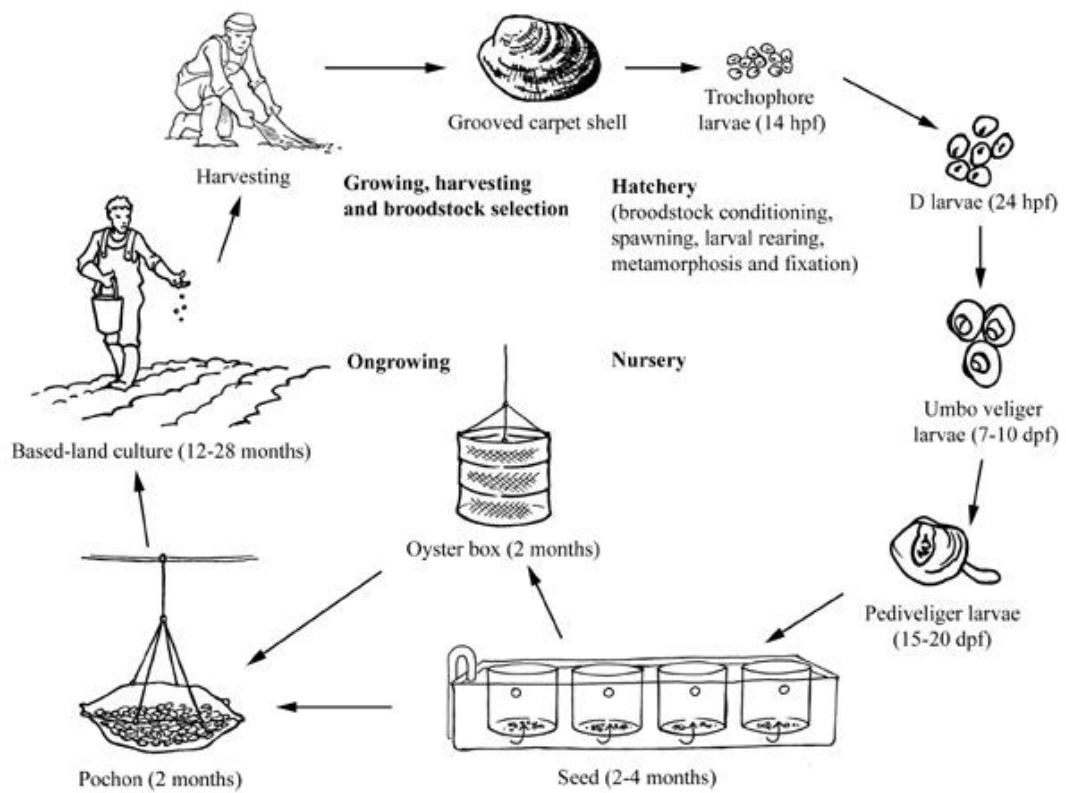 Harvesting
Grooved carpet shell
Trochophore
larvae (14 hpf)
D larvae (24 hpf)
Growing, harvesting
and broodstock selection
Hatchery
(broodstock conditioning,
spawning, larval rearing,
metamorphosis and fixation)
Ongrowing
Nursery
Umbo veliger
larvae (7-10 dpf)
Based-land culture (12-28 months)
Oyster box (2 months)
Pediveliger larvae
(15-20 dpf)
Pochon (2 months)
Seed (2-4 months)